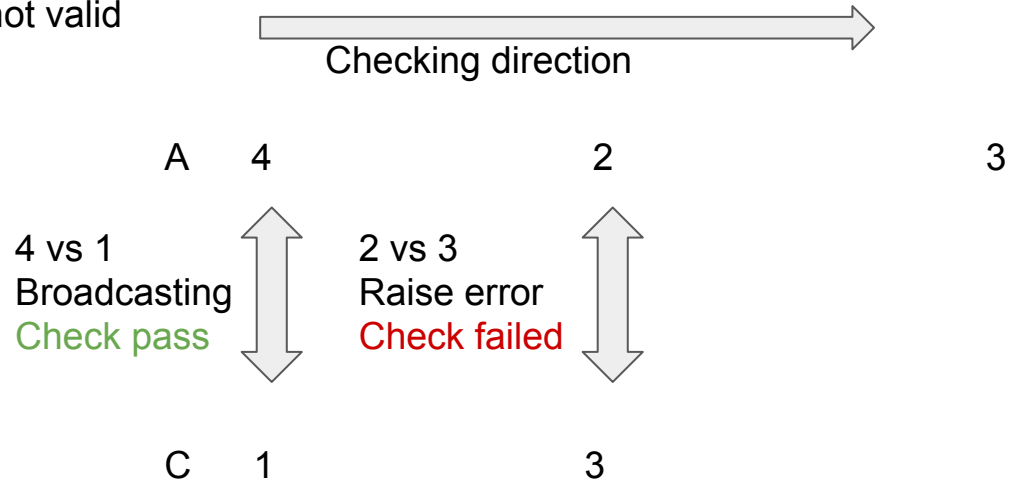 not valid
Checking direction
A 4 2 3
4 vs 1
Broadcasting
Check pass
2 vs 3
Raise error
Check failed
C 1 3